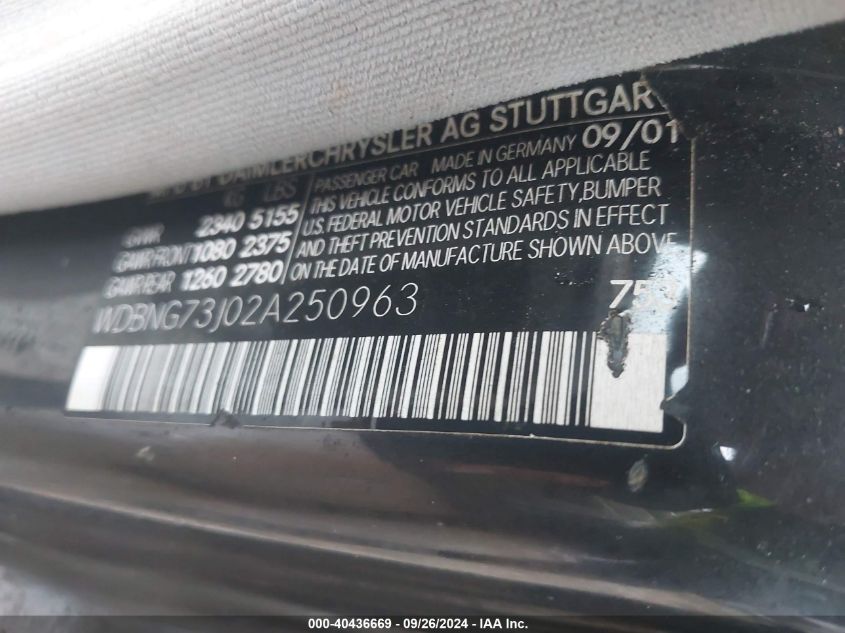 BY DAIMLERCHRYSLER AG STUTTGAR
KG LBS
GVWR 2340 5155
GAWR FRONT 1080 2375
GAWR REAR 1260 2780
PASSENGER CAR MADE IN GERMANY 09/01
THIS VEHICLE CONFORMS TO ALL APPLICABLE
U.S. FEDERAL MOTOR VEHICLE SAFETY, BUMPER
AND THEFT PREVENTION STANDARDS IN EFFECT
ON THE DATE OF MANUFACTURE SHOWN ABOVE
WDBNG73J02A250963
000-40436669 - 09/26/2024 - IAA Inc.